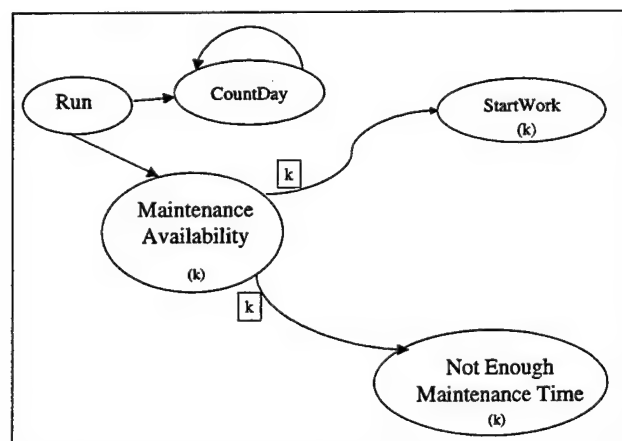 Run
CountDay
StartWork
(k)
k
Maintenance
Availability
(k)
k
Not Enough
Maintenance Time
(k)